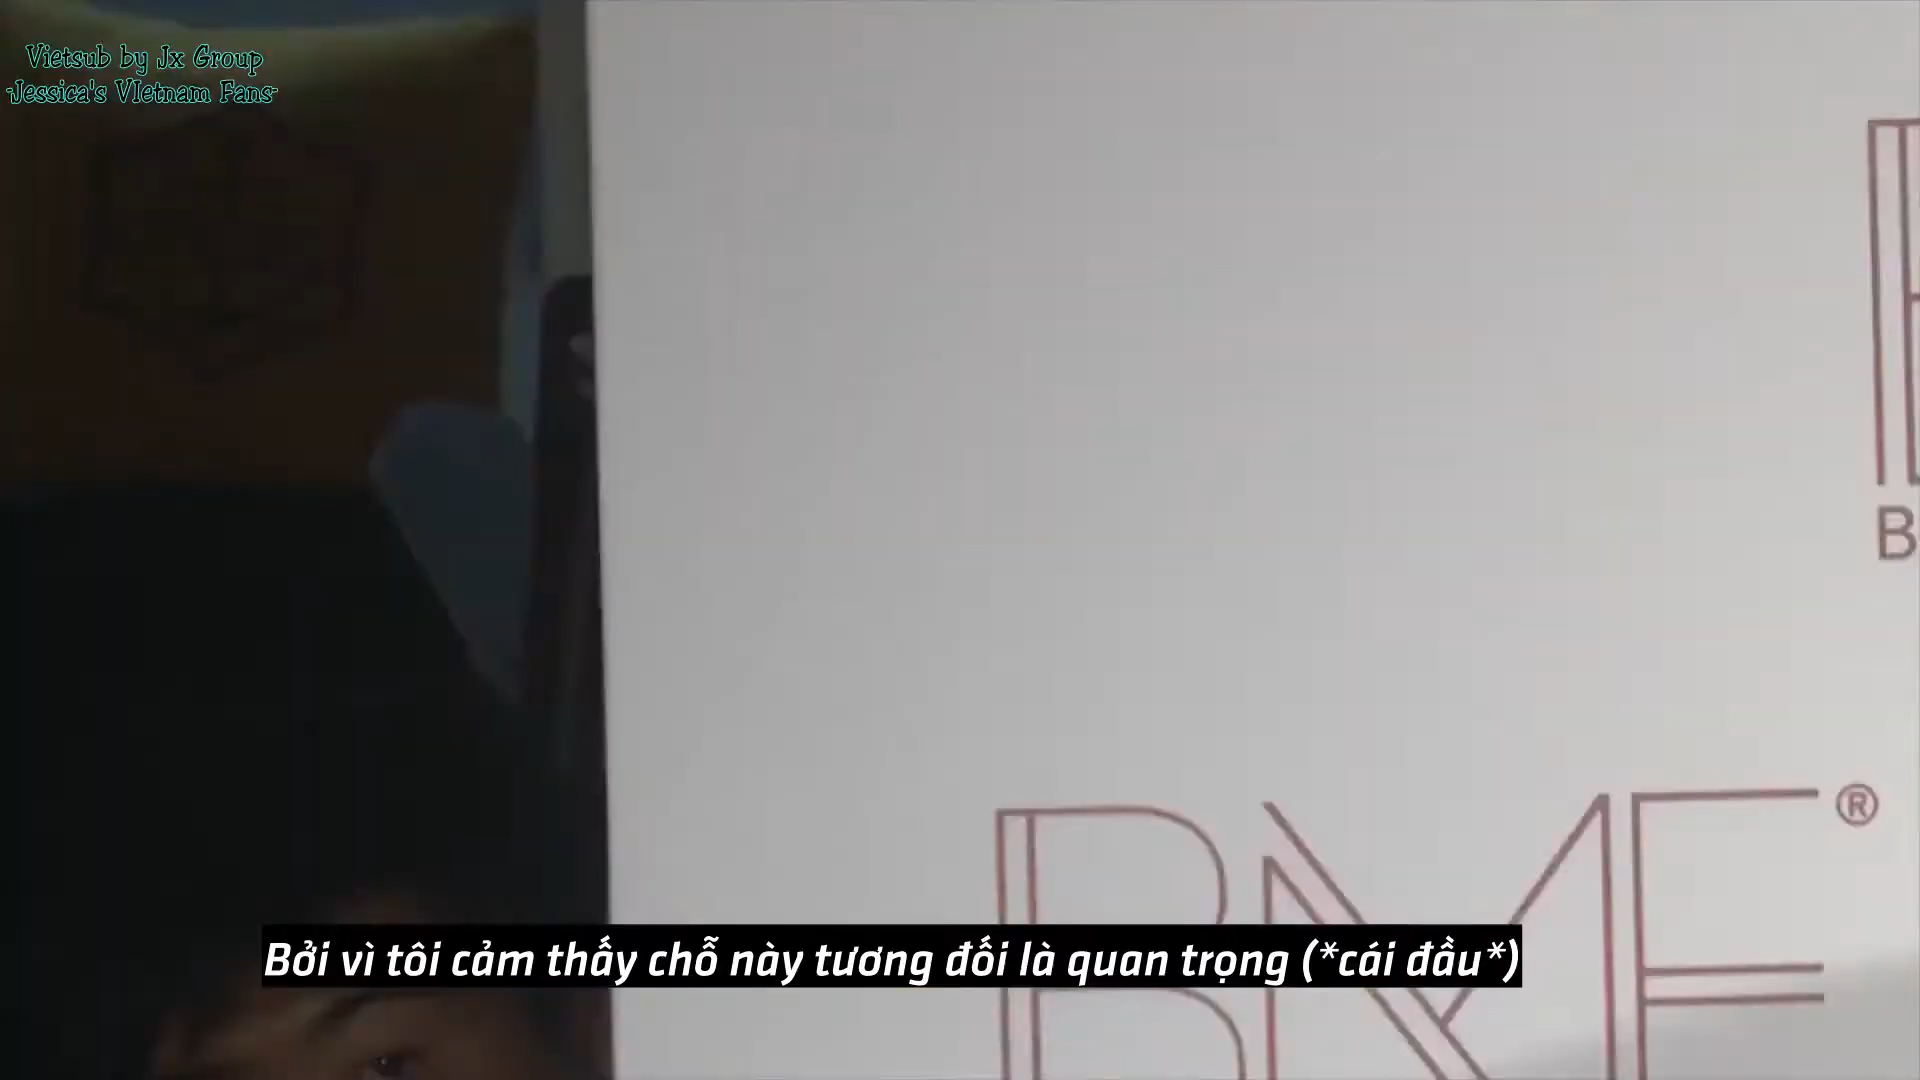 Vietsub by Jx Group
-Jessica's VIetnam Fans-
B
BME®
Bởi vì tôi cảm thấy chỗ này tương đối là quan trọng (*cái đầu*)